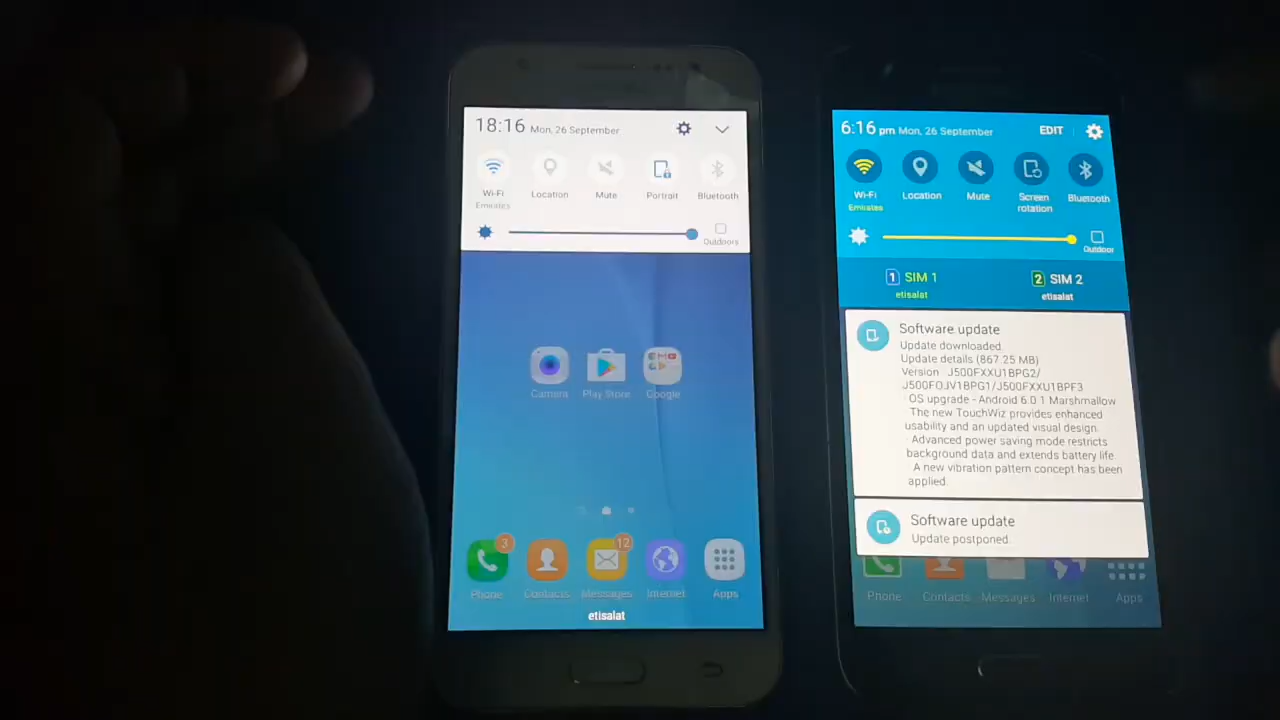 18:16 Mon, 26 September
Wi-Fi
Emirates
Location
Mute
Portrait
Bluetooth
Outdoors
Camera
Play Store
Google
3
12
Phone
Contacts
Messages
Internet
Apps
etisalat
6:16 pm Mon, 26 September EDIT
Wi-Fi
Emirates
Location
Mute
Screen
rotation
Bluetooth
Outdoor
1 SIM 1
etisalat
2 SIM 2
etisalat
Software update
Update downloaded.
Update details (867.25 MB)
Version J500FXXU1BPG2/
J500FOJV1BPG1/J500FXXU1BPF3
· OS upgrade - Android 6.0.1 Marshmallow
· The new TouchWiz provides enhanced
usability and an updated visual design.
· Advanced power saving mode restricts
background data and extends battery life.
· A new vibration pattern concept has been
applied.
Software update
Update postponed.
Phone
Contacts
Messages
Internet
Apps